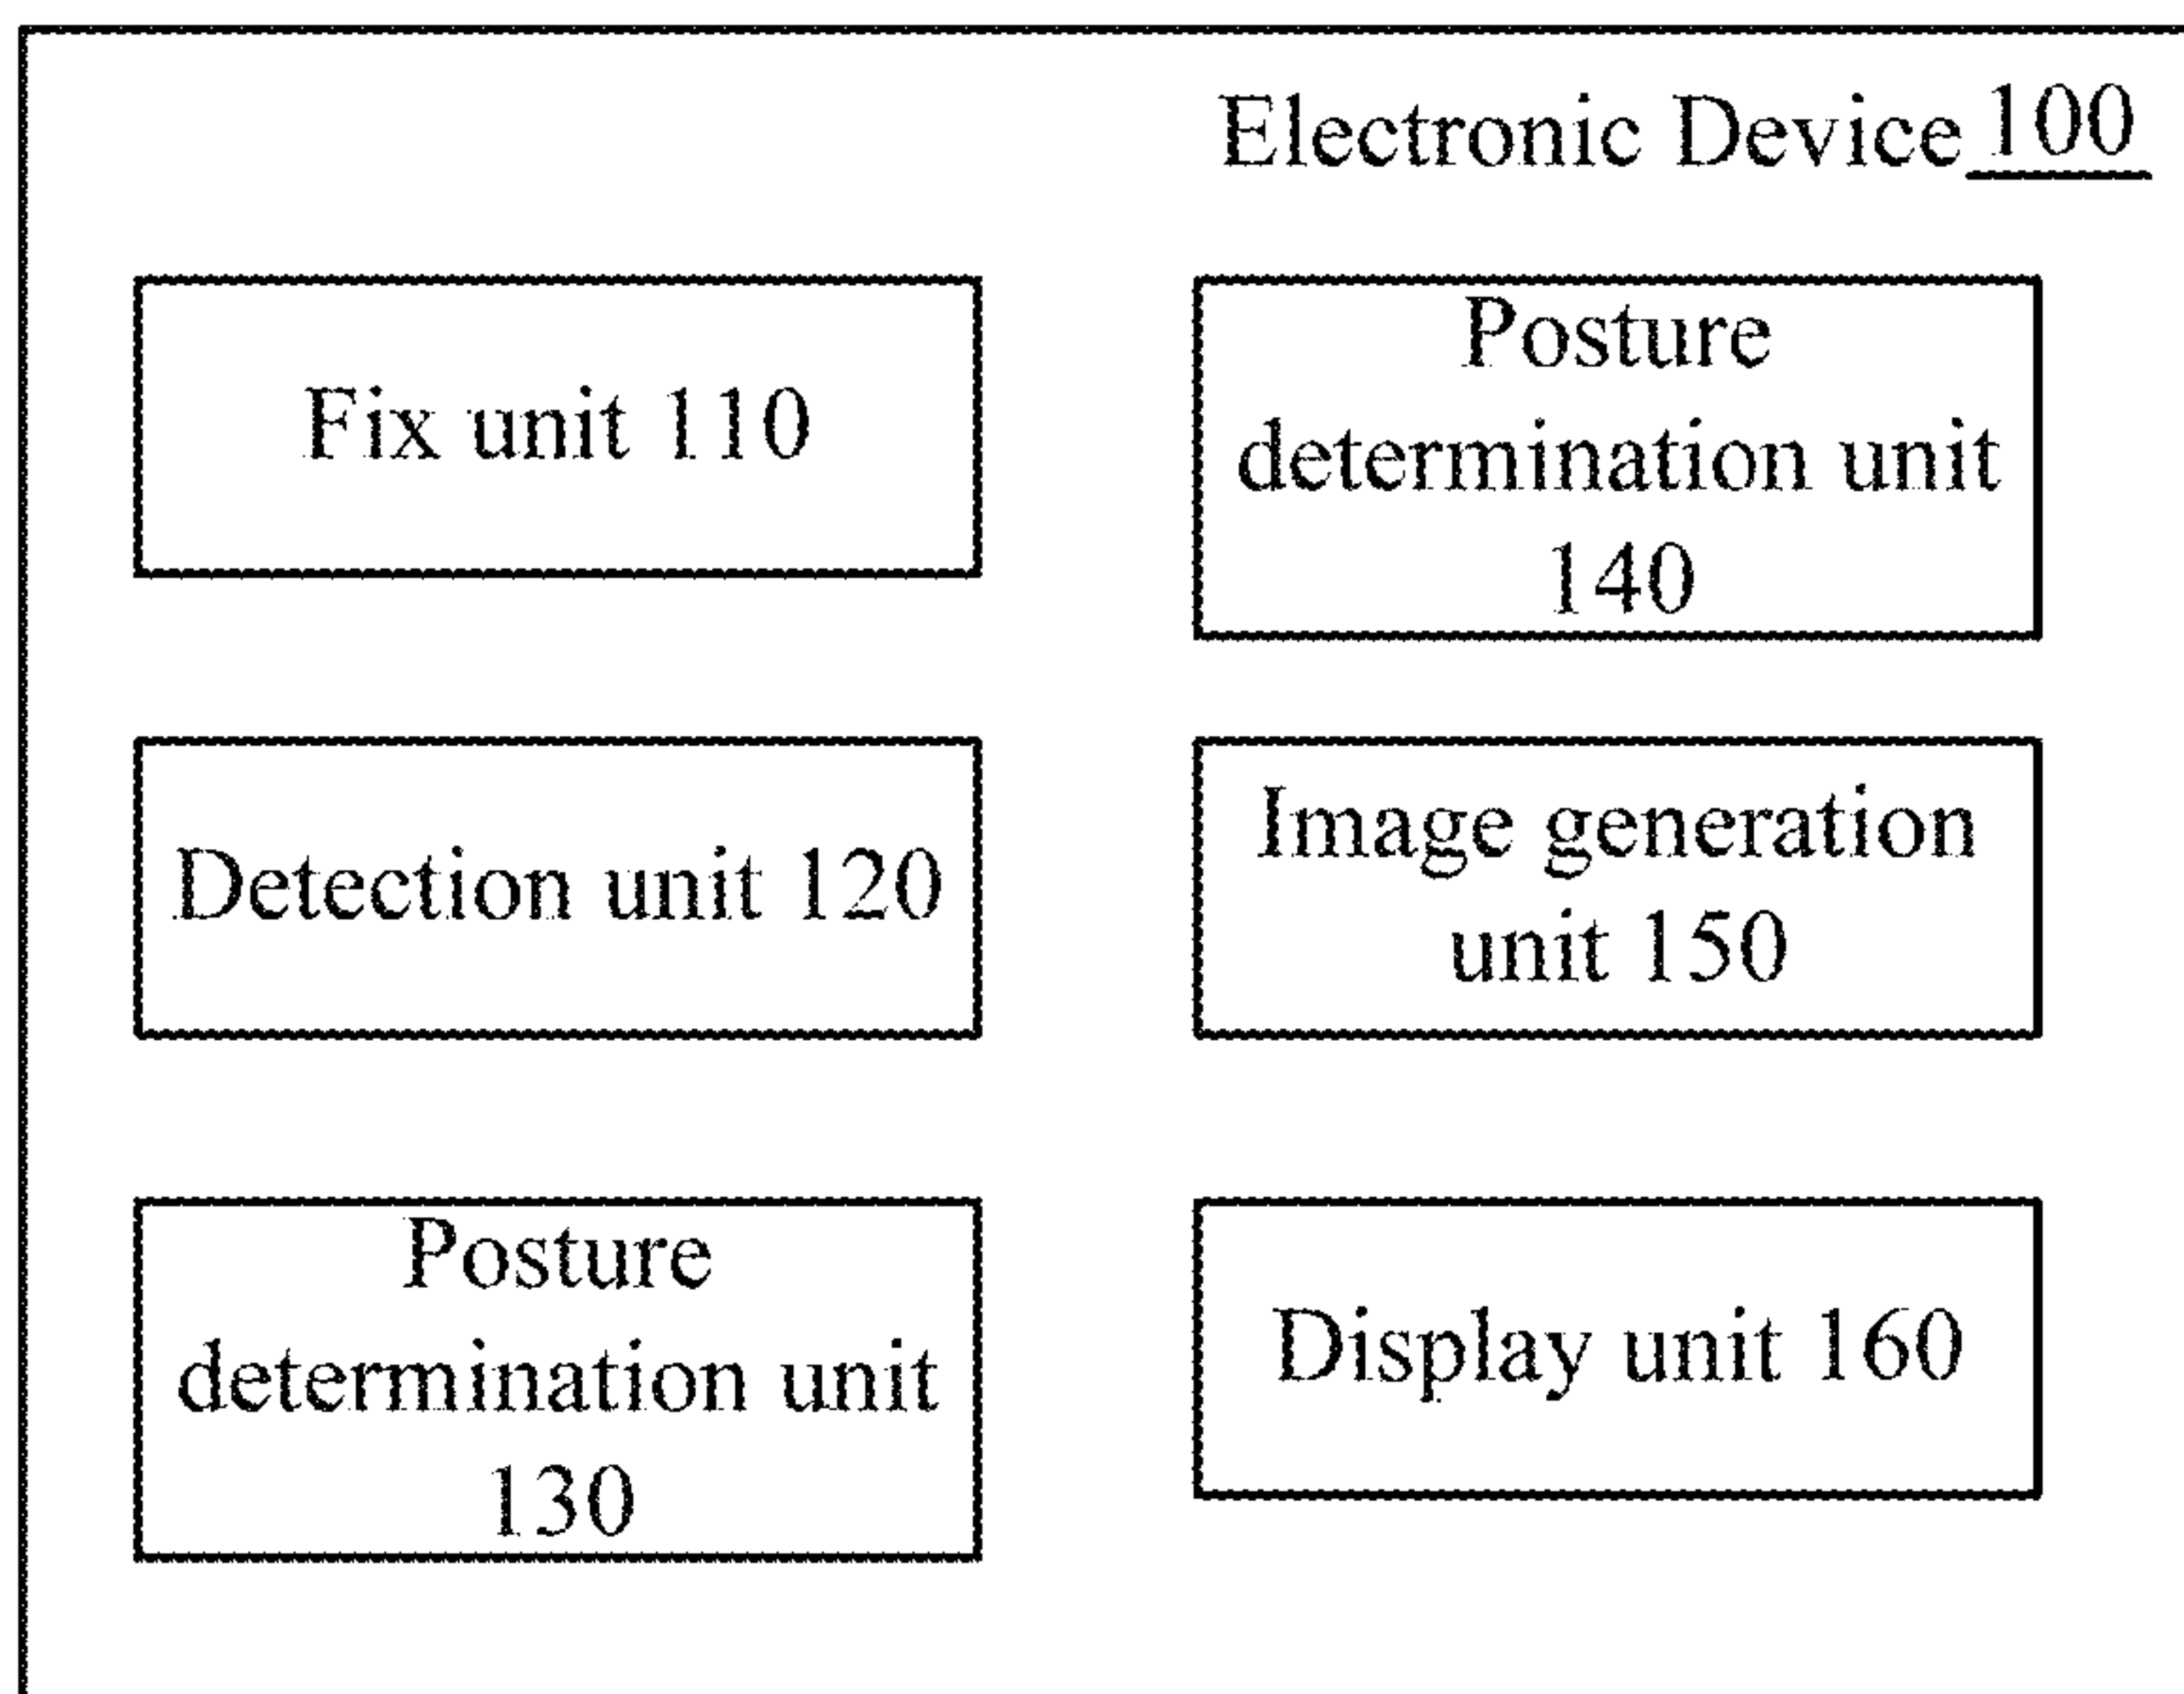 Electronic Device 100
Fix unit 110
Posture
determination unit
140
Detection unit 120
Image generation
unit 150
Posture
determination unit
130
Display unit 160